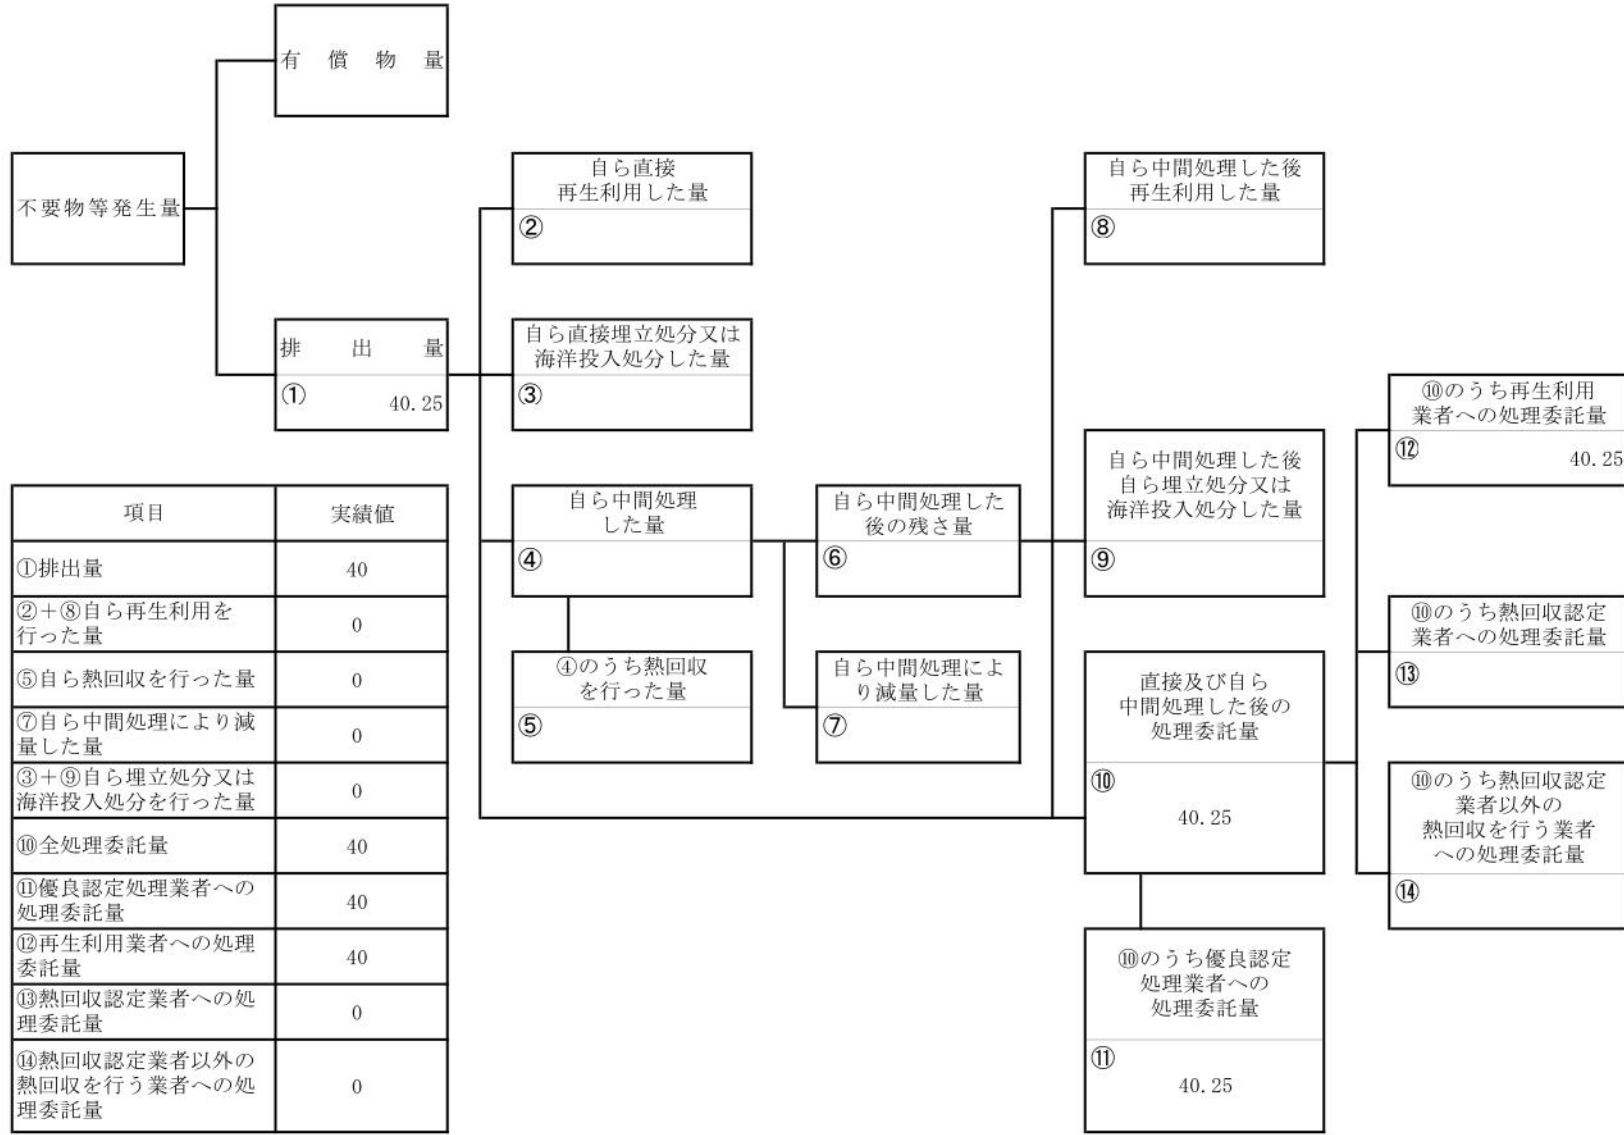 有償物量
不要物等発生量
排出量
①
40.25
自ら直接
再生利用した量
②
自ら直接埋立処分又は
海洋投入処分した量
③
自ら中間処理
した量
④
④のうち熱回収
を行った量
⑤
自ら中間処理した
後の残さ量
⑥
自ら中間処理によ
り減量した量
⑦
自ら中間処理した後
再生利用した量
⑧
自ら中間処理した後
自ら埋立処分又は
海洋投入処分した量
⑨
直接及び自ら
中間処理した後の
処理委託量
⑩
40.25
⑩のうち優良認定
処理業者への
処理委託量
⑪
40.25
⑩のうち再生利用
業者への処理委託量
⑫
40.25
⑩のうち熱回収認定
業者への処理委託量
⑬
⑩のうち熱回収認定
業者以外の
熱回収を行う業者
への処理委託量
⑭
項目 実績値
①排出量 40
②+⑧自ら再生利用を
行った量 0
⑤自ら熱回収を行った量 0
⑦自ら中間処理により減
量した量 0
③+⑨自ら埋立処分又は
海洋投入処分を行った量 0
⑩全処理委託量 40
⑪優良認定処理業者への
処理委託量 40
⑫再生利用業者への処理
委託量 40
⑬熱回収認定業者への処
理委託量 0
⑭熱回収認定業者以外の
熱回収を行う業者への処
理委託量 0